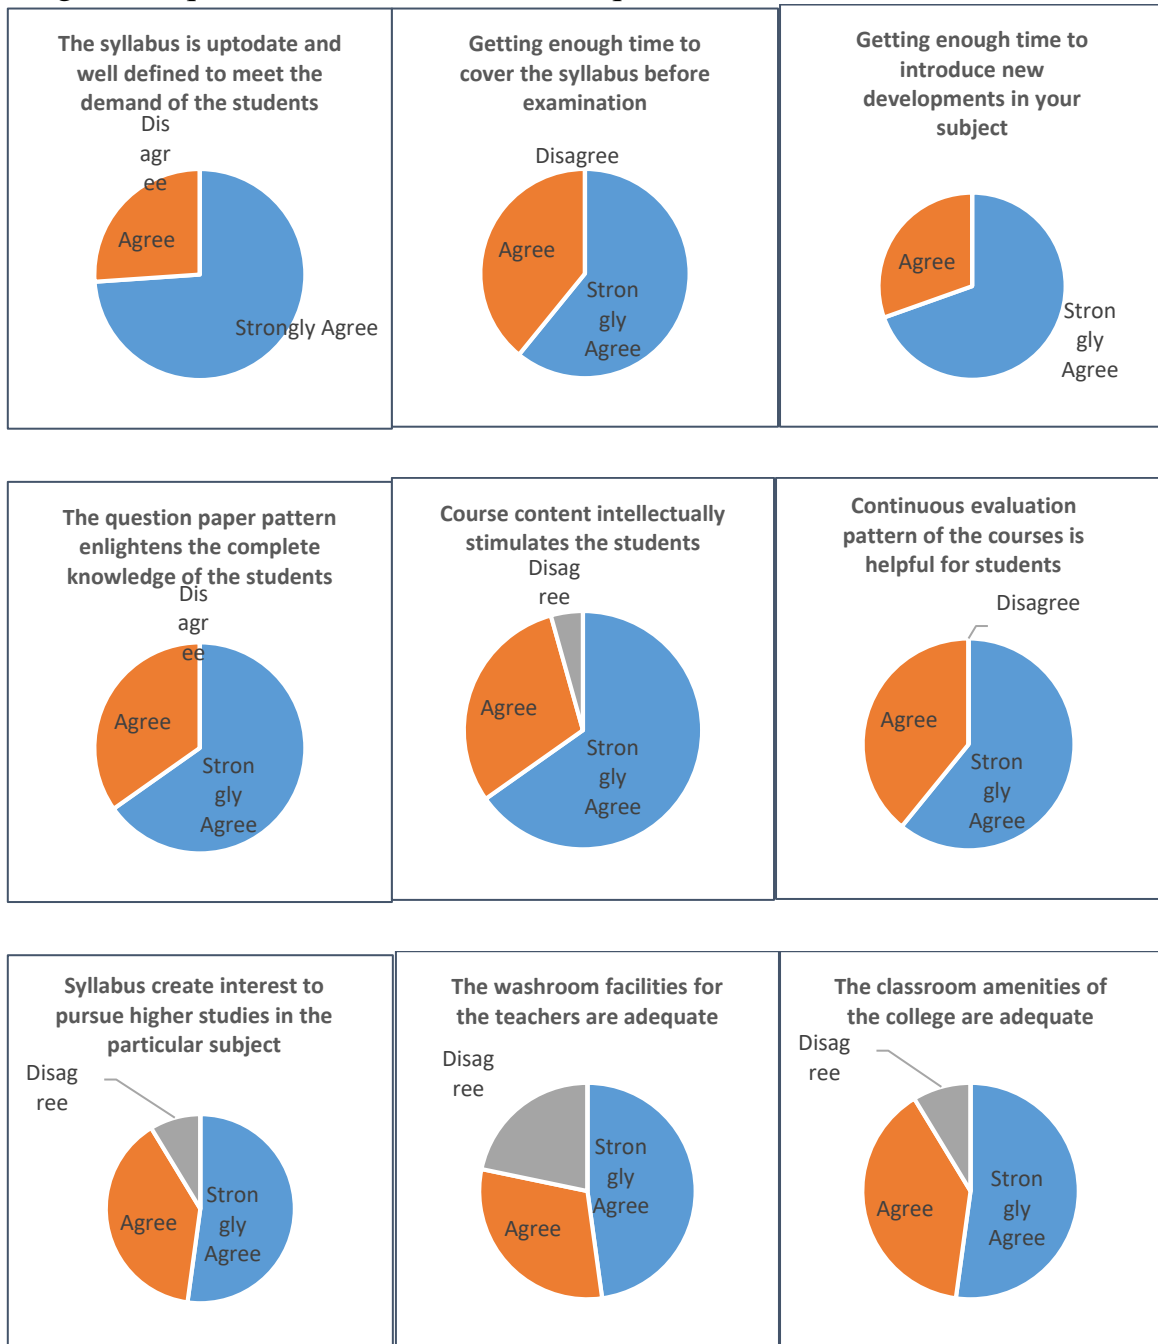 The syllabus is uptodate and
well defined to meet the
demand of the students
Dis
agr
ee
Agree
Strongly Agree
Getting enough time to
cover the syllabus before
examination
Disagree
Agree
Stron
gly
Agree
Getting enough time to
introduce new
developments in your
subject
Agree
Stron
gly
Agree
The question paper pattern
enlightens the complete
knowledge of the students
Dis
agr
ee
Agree
Stron
gly
Agree
Course content intellectually
stimulates the students
Disag
ree
Agree
Stron
gly
Agree
Continuous evaluation
pattern of the courses is
helpful for students
Disagree
Agree
Stron
gly
Agree
Syllabus create interest to
pursue higher studies in the
particular subject
Disag
ree
Agree
Stron
gly
Agree
The washroom facilities for
the teachers are adequate
Disag
ree
Stron
gly
Agree
Agree
The classroom amenities of
the college are adequate
Disag
ree
Agree
Stron
gly
Agree